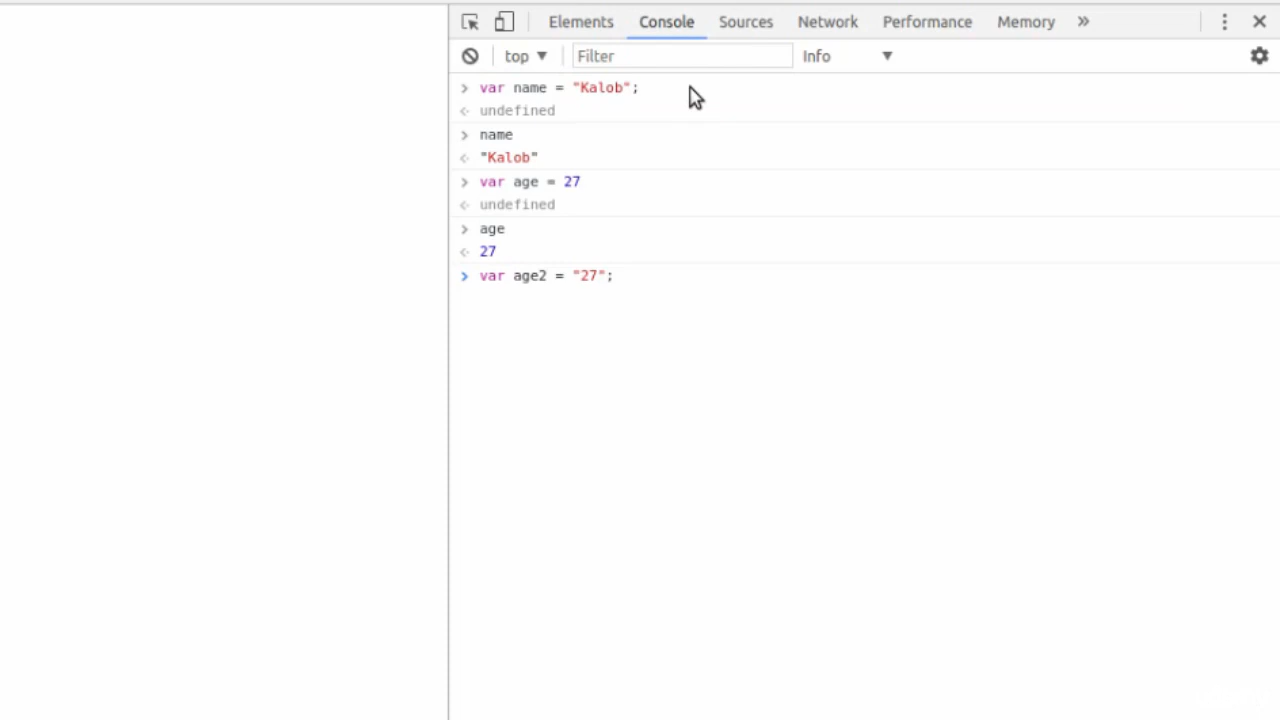 Elements Console Sources Network Performance Memory »
top ▼ Filter Info ▼
> var name = "Kalob";
<· undefined
> name
<· "Kalob"
> var age = 27
<· undefined
> age
<· 27
> var age2 = "27";